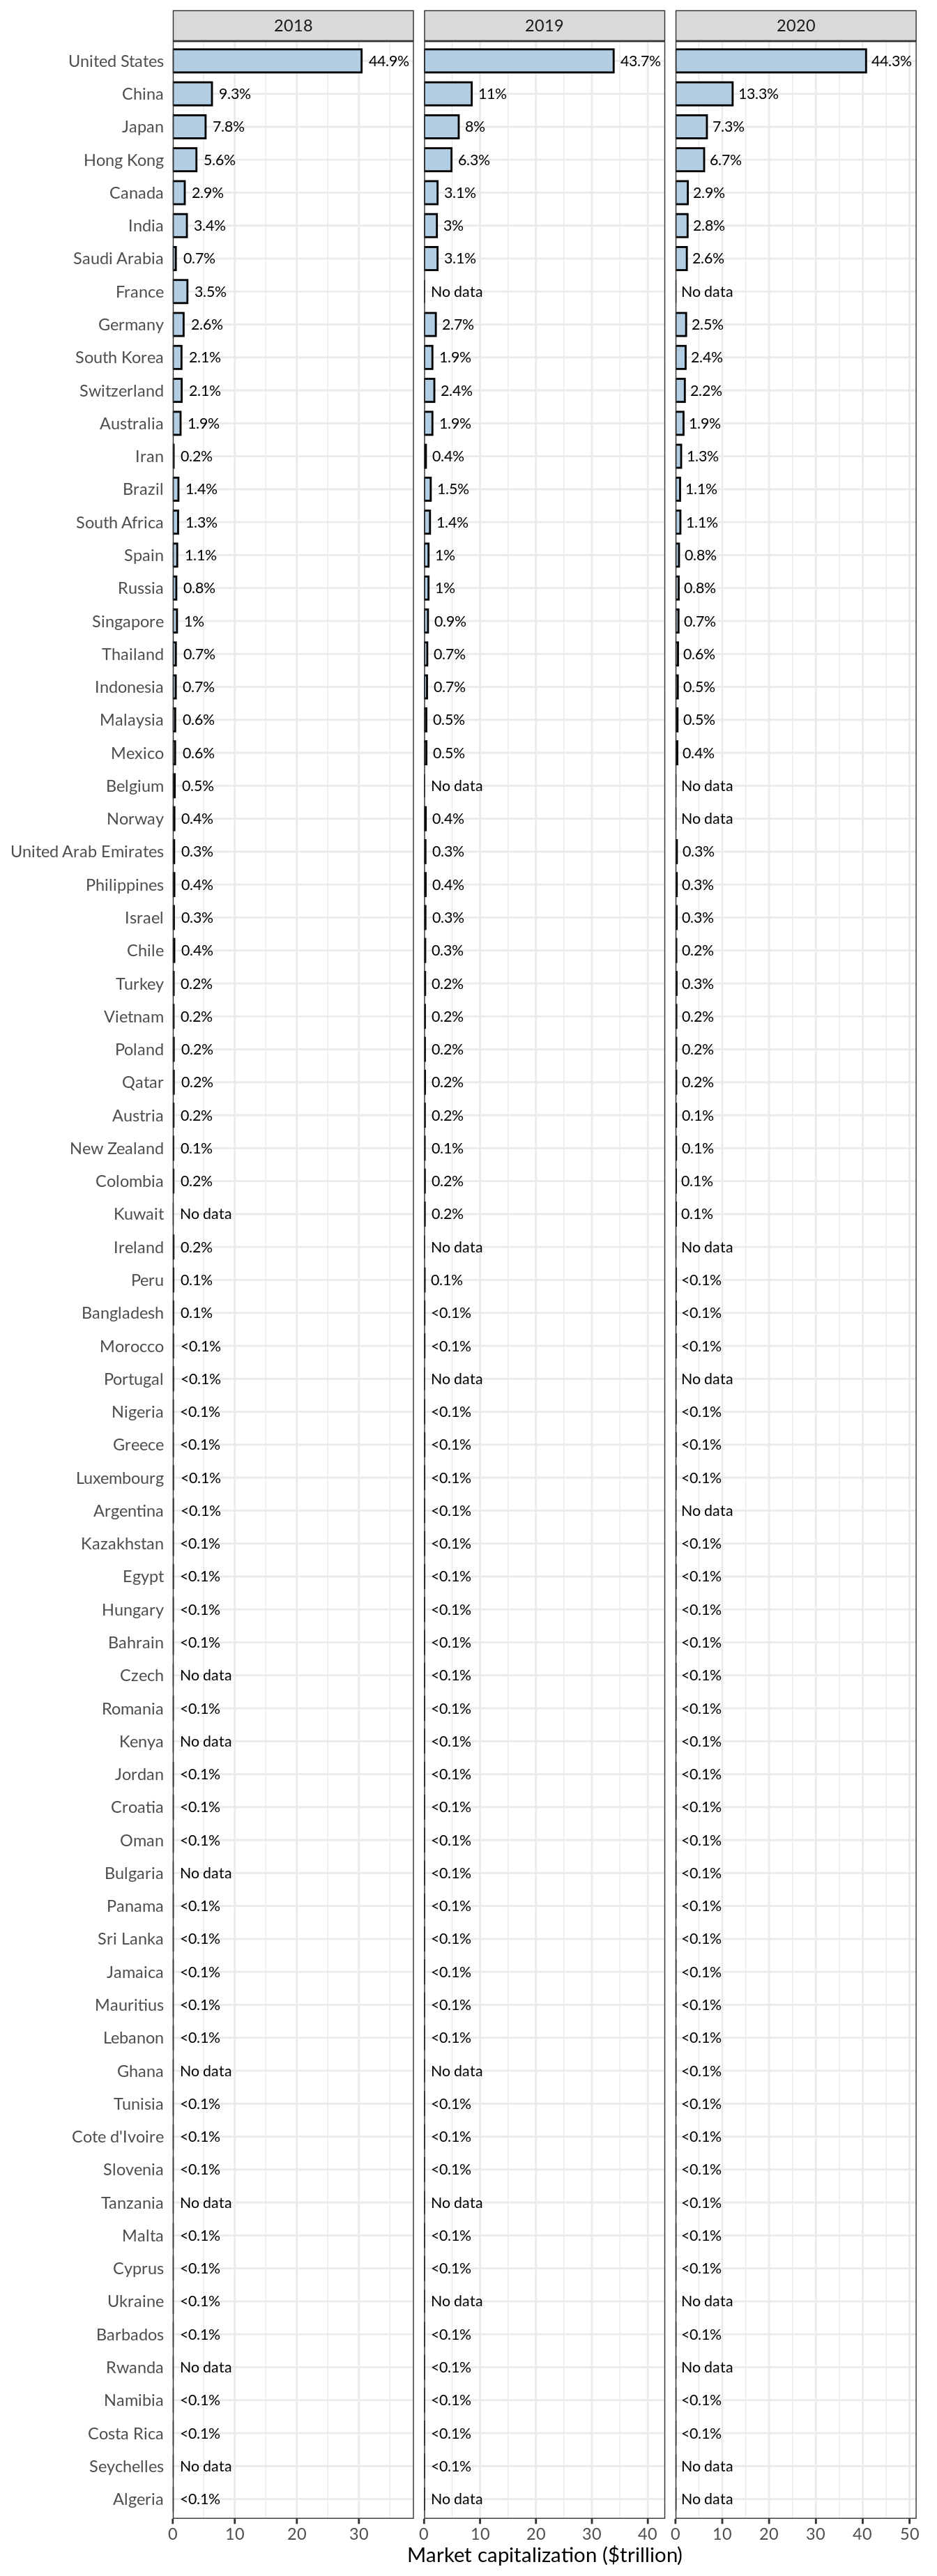 2018 2019 2020
United States 44.9% 43.7% 44.3%
China 9.3% 11% 13.3%
Japan 7.8% 8% 7.3%
Hong Kong 5.6% 6.3% 6.7%
Canada 2.9% 3.1% 2.9%
India 3.4% 3% 2.8%
Saudi Arabia 0.7% 3.1% 2.6%
France 3.5% No data No data
Germany 2.6% 2.7% 2.5%
South Korea 2.1% 1.9% 2.4%
Switzerland 2.1% 2.4% 2.2%
Australia 1.9% 1.9% 1.9%
Iran 0.2% 0.4% 1.3%
Brazil 1.4% 1.5% 1.1%
South Africa 1.3% 1.4% 1.1%
Spain 1.1% 1% 0.8%
Russia 0.8% 1% 0.8%
Singapore 1% 0.9% 0.7%
Thailand 0.7% 0.7% 0.6%
Indonesia 0.7% 0.7% 0.5%
Malaysia 0.6% 0.5% 0.5%
Mexico 0.6% 0.5% 0.4%
Belgium 0.5% No data No data
Norway 0.4% 0.4% No data
United Arab Emirates 0.3% 0.3% 0.3%
Philippines 0.4% 0.4% 0.3%
Israel 0.3% 0.3% 0.3%
Chile 0.4% 0.3% 0.2%
Turkey 0.2% 0.2% 0.3%
Vietnam 0.2% 0.2% 0.2%
Poland 0.2% 0.2% 0.2%
Qatar 0.2% 0.2% 0.2%
Austria 0.2% 0.2% 0.1%
New Zealand 0.1% 0.1% 0.1%
Colombia 0.2% 0.2% 0.1%
Kuwait No data 0.2% 0.1%
Ireland 0.2% No data No data
Peru 0.1% 0.1% <0.1%
Bangladesh 0.1% <0.1% <0.1%
Morocco <0.1% <0.1% <0.1%
Portugal <0.1% No data No data
Nigeria <0.1% <0.1% <0.1%
Greece <0.1% <0.1% <0.1%
Luxembourg <0.1% <0.1% <0.1%
Argentina <0.1% <0.1% No data
Kazakhstan <0.1% <0.1% <0.1%
Egypt <0.1% <0.1% <0.1%
Hungary <0.1% <0.1% <0.1%
Bahrain <0.1% <0.1% <0.1%
Czech No data <0.1% <0.1%
Romania <0.1% <0.1% <0.1%
Kenya No data <0.1% <0.1%
Jordan <0.1% <0.1% <0.1%
Croatia <0.1% <0.1% <0.1%
Oman <0.1% <0.1% <0.1%
Bulgaria No data <0.1% <0.1%
Panama <0.1% <0.1% <0.1%
Sri Lanka <0.1% <0.1% <0.1%
Jamaica <0.1% <0.1% <0.1%
Mauritius <0.1% <0.1% <0.1%
Lebanon <0.1% <0.1% <0.1%
Ghana No data No data <0.1%
Tunisia <0.1% <0.1% <0.1%
Cote d'Ivoire <0.1% <0.1% <0.1%
Slovenia <0.1% <0.1% <0.1%
Tanzania No data No data <0.1%
Malta <0.1% <0.1% <0.1%
Cyprus <0.1% <0.1% <0.1%
Ukraine <0.1% No data No data
Barbados <0.1% <0.1% <0.1%
Rwanda No data <0.1% No data
Namibia <0.1% <0.1% <0.1%
Costa Rica <0.1% <0.1% <0.1%
Seychelles No data <0.1% No data
Algeria <0.1% No data No data
0 10 20 30 0 10 20 30 40 0 10 20 30 40 50
Market capitalization ($trillion)